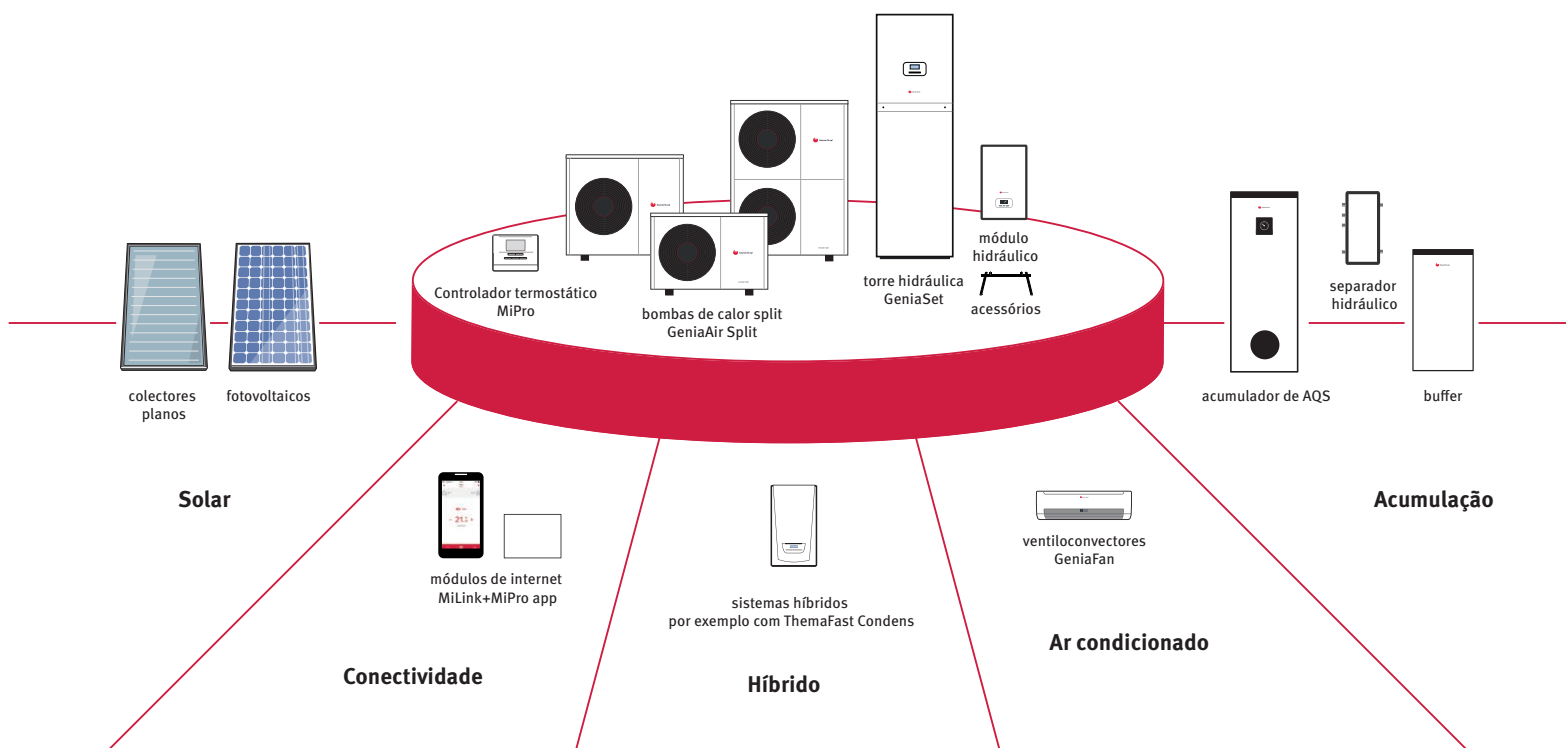 módulo
hidráulico
Controlador termostático
MiPro
bombas de calor split
GeniaAir Split
torre hidráulica
GeniaSet
acessórios
separador
hidráulico
colectores
planos
fotovoltaicos
acumulador de AQS
buffer
Solar
módulos de internet
MiLink+MiPro app
Conectividade
sistemas híbridos
por exemplo com ThemaFast Condens
Híbrido
ventiloconvectores
GeniaFan
Ar condicionado
Acumulação